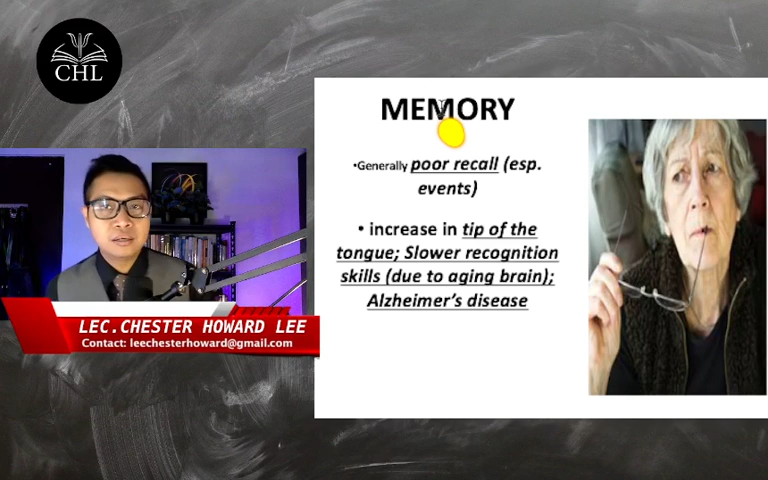 CHL
MEMORY
•Generally poor recall (esp.
events)
• increase in tip of the
tongue; Slower recognition
skills (due to aging brain);
Alzheimer's disease
LEC.CHESTER HOWARD LEE
Contact: leechesterhoward@gmail.com